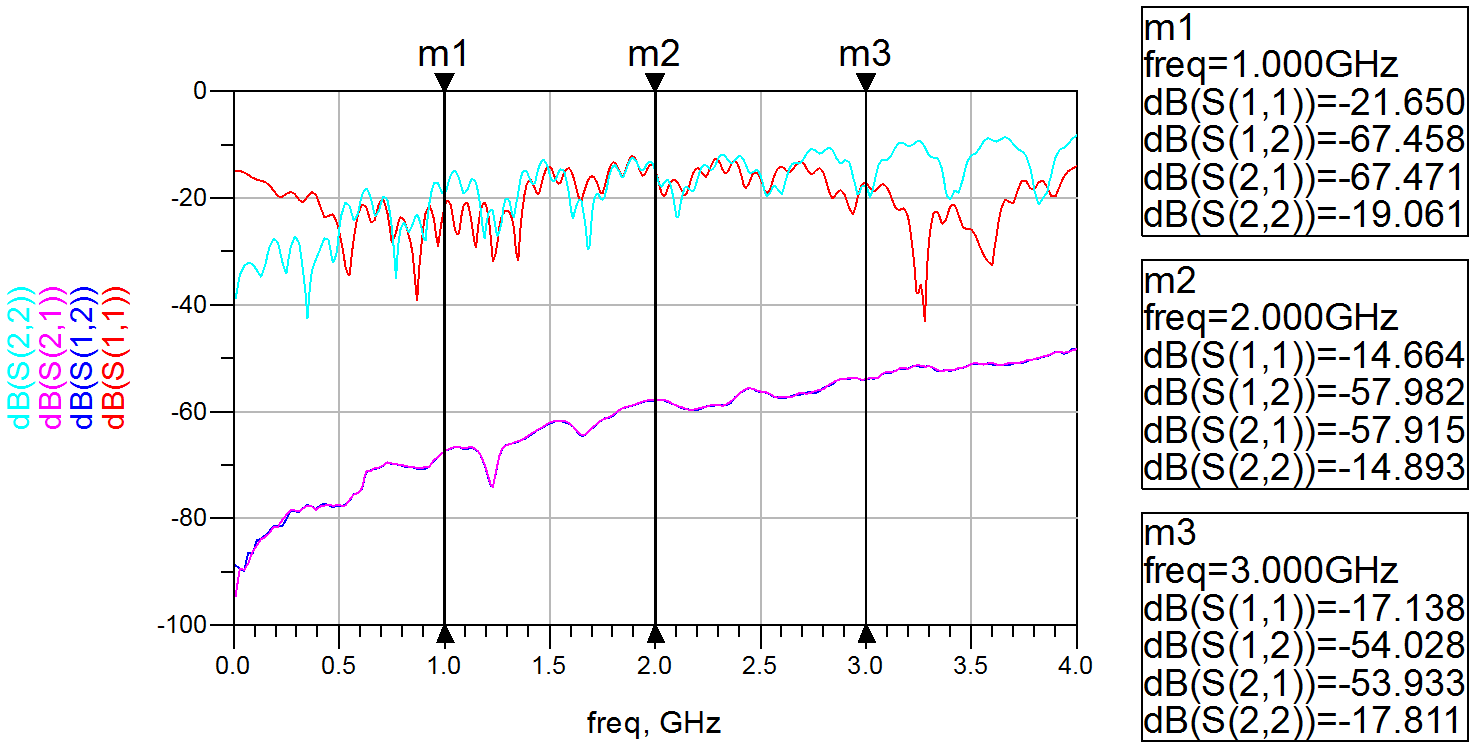 m1
m2
m3
0
-20
-40
-60
-80
-100
0.0
0.5
1.0
1.5
2.0
2.5
3.0
3.5
4.0
freq, GHz
dB(S(2,2))
dB(S(2,1))
dB(S(1,2))
dB(S(1,1))
m1
freq=1.000GHz
dB(S(1,1))=-21.650
dB(S(1,2))=-67.458
dB(S(2,1))=-67.471
dB(S(2,2))=-19.061
m2
freq=2.000GHz
dB(S(1,1))=-14.664
dB(S(1,2))=-57.982
dB(S(2,1))=-57.915
dB(S(2,2))=-14.893
m3
freq=3.000GHz
dB(S(1,1))=-17.138
dB(S(1,2))=-54.028
dB(S(2,1))=-53.933
dB(S(2,2))=-17.811